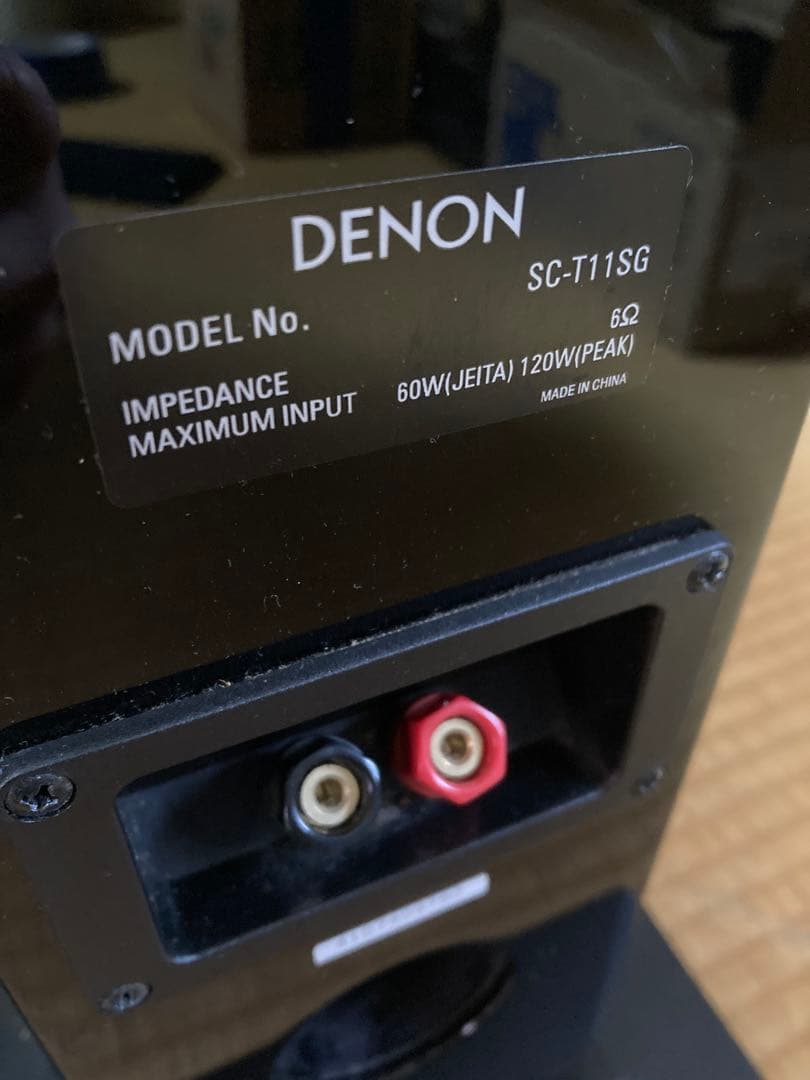 DENON
MODEL No. SC-T11SG
IMPEDANCE 6Ω
MAXIMUM INPUT 60W(JEITA) 120W(PEAK)
MADE IN CHINA